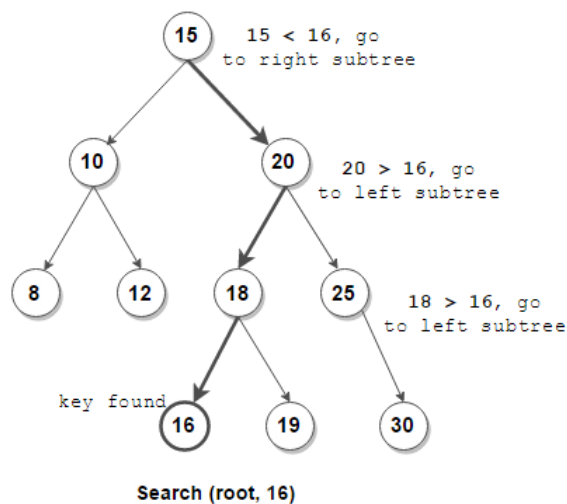 15
15 < 16, go
to right subtree
10
20
20 > 16, go
to left subtree
8
12
18
25
18 > 16, go
to left subtree
key found
16
19
30
Search (root, 16)